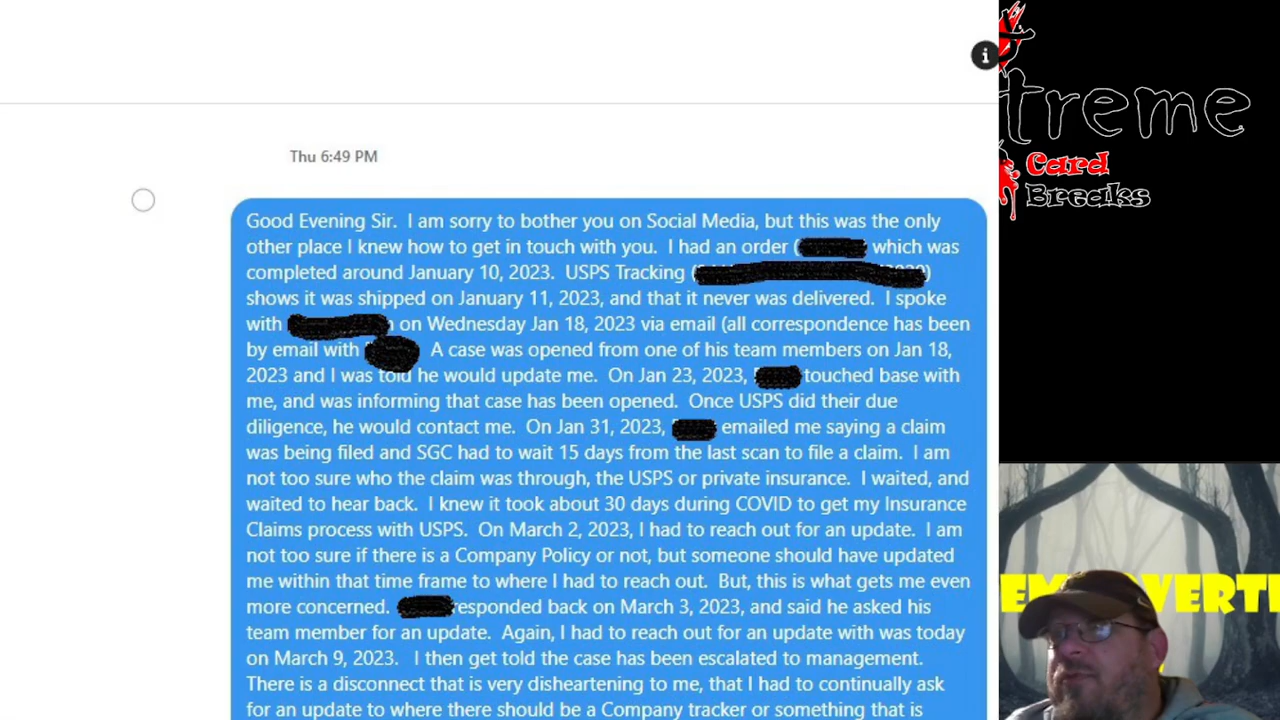 treme
Card
Breaks
Thu 6:49 PM
Good Evening Sir. I am sorry to bother you on Social Media, but this was the only
other place I knew how to get in touch with you. I had an order ( which was
completed around January 10, 2023. USPS Tracking ( )
shows it was shipped on January 11, 2023, and that it never was delivered. I spoke
with on Wednesday Jan 18, 2023 via email (all correspondence has been
by email with A case was opened from one of his team members on Jan 18,
2023 and I was told he would update me. On Jan 23, 2023, touched base with
me, and was informing that case has been opened. Once USPS did their due
diligence, he would contact me. On Jan 31, 2023, emailed me saying a claim
was being filed and SGC had to wait 15 days from the last scan to file a claim. I am
not too sure who the claim was through, the USPS or private insurance. I waited, and
waited to hear back. I knew it took about 30 days during COVID to get my Insurance
Claims process with USPS. On March 2, 2023, I had to reach out for an update. I am
not too sure if there is a Company Policy or not, but someone should have updated
me within that time frame to where I had to reach out. But, this is what gets me even
more concerned. responded back on March 3, 2023, and said he asked his
team member for an update. Again, I had to reach out for an update with was today
on March 9, 2023. I then get told the case has been escalated to management.
There is a disconnect that is very disheartening to me, that I had to continually ask
for an update to where there should be a Company tracker or something that is